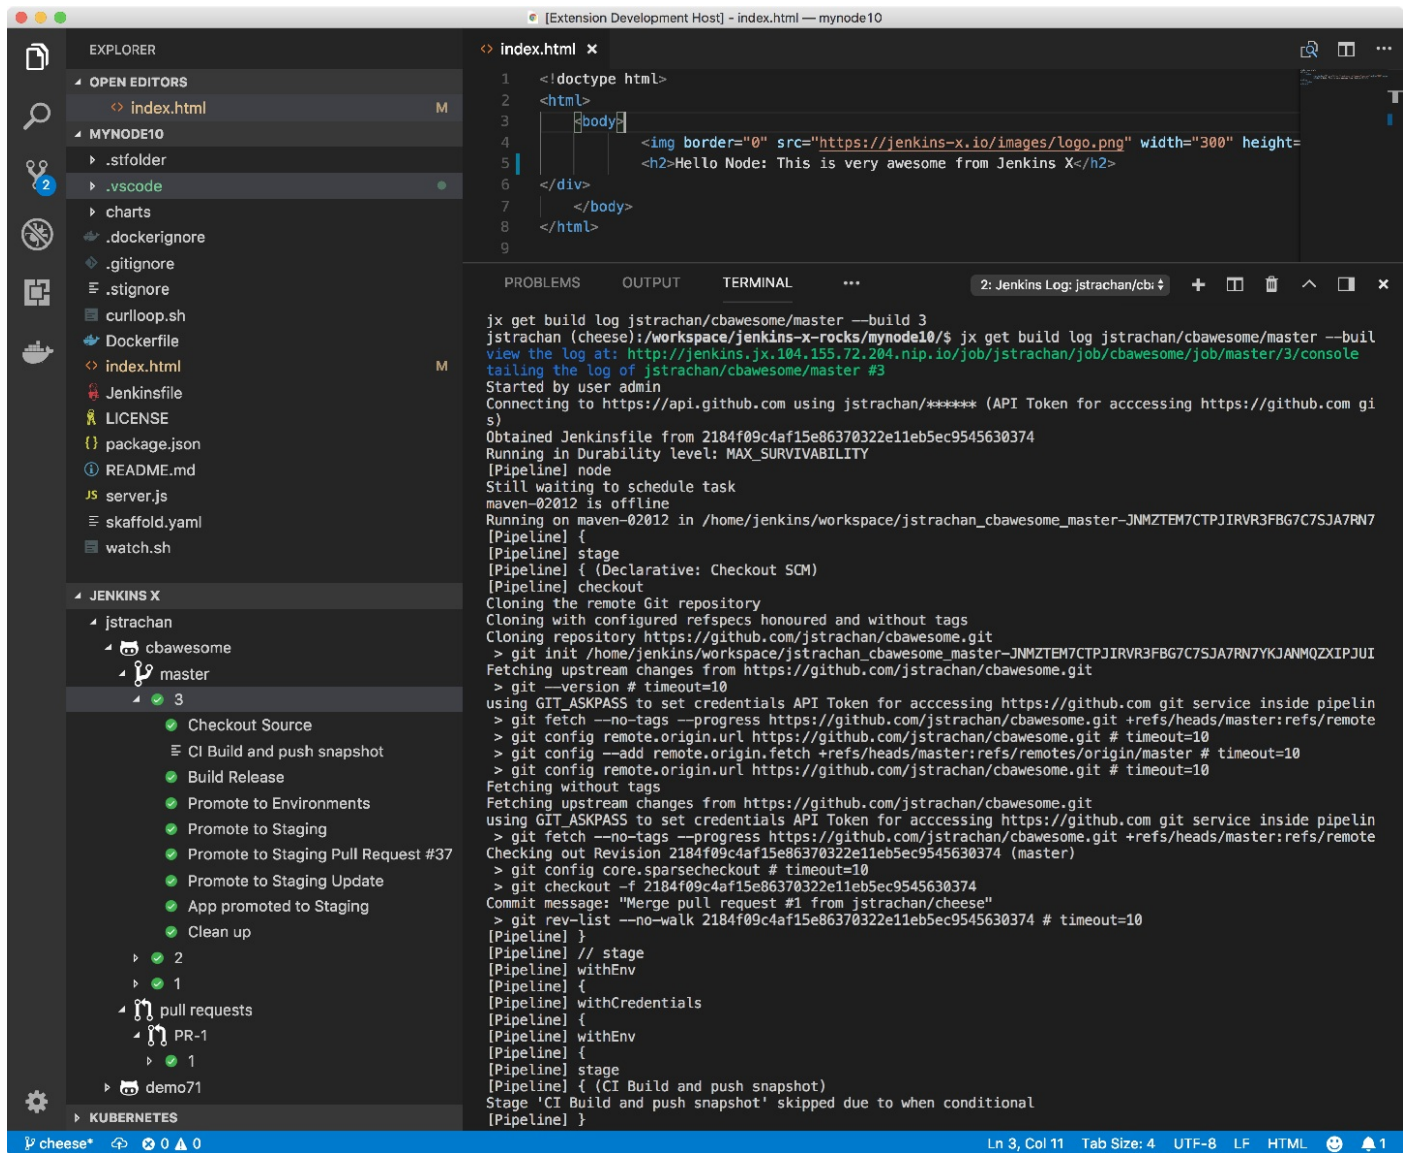 [Extension Development Host] - index.html — mynode10
EXPLORER
OPEN EDITORS
<> index.html M
MYNODE10
.stfolder
.vscode
charts
.dockerignore
.gitignore
.stignore
curlloop.sh
Dockerfile
<> index.html M
Jenkinsfile
LICENSE
{} package.json
README.md
JS server.js
skaffold.yaml
watch.sh
JENKINS X
jstrachan
cbawesome
master
3
Checkout Source
CI Build and push snapshot
Build Release
Promote to Environments
Promote to Staging
Promote to Staging Pull Request #37
Promote to Staging Update
App promoted to Staging
Clean up
2
1
pull requests
PR-1
1
demo71
KUBERNETES
2
<> index.html ×
1 <!doctype html>
2 <html>
3 <body>
4 <img border="0" src="https://jenkins-x.io/images/logo.png" width="300" height=
5 <h2>Hello Node: This is very awesome from Jenkins X</h2>
6 </div>
7 </body>
8 </html>
9
PROBLEMS OUTPUT TERMINAL ••• 2: Jenkins Log: jstrachan/cb
jx get build log jstrachan/cbawesome/master --build 3
jstrachan (cheese):/workspace/jenkins-x-rocks/mynode10/$ jx get build log jstrachan/cbawesome/master --buil
view the log at: http://jenkins.jx.104.155.72.204.nip.io/job/jstrachan/job/cbawesome/job/master/3/console
tailing the log of jstrachan/cbawesome/master #3
Started by user admin
Connecting to https://api.github.com using jstrachan/****** (API Token for acccessing https://github.com gi
s)
Obtained Jenkinsfile from 2184f09c4af15e86370322e11eb5ec9545630374
Running in Durability level: MAX_SURVIVABILITY
[Pipeline] node
Still waiting to schedule task
maven-02012 is offline
Running on maven-02012 in /home/jenkins/workspace/jstrachan_cbawesome_master-JNMZTEM7CTPJIRVR3FBG7C7SJA7RN7
[Pipeline] {
[Pipeline] stage
[Pipeline] { (Declarative: Checkout SCM)
[Pipeline] checkout
Cloning the remote Git repository
Cloning with configured refspecs honoured and without tags
Cloning repository https://github.com/jstrachan/cbawesome.git
> git init /home/jenkins/workspace/jstrachan_cbawesome_master-JNMZTEM7CTPJIRVR3FBG7C7SJA7RN7YKJANMQZXIPJUI
Fetching upstream changes from https://github.com/jstrachan/cbawesome.git
> git --version # timeout=10
using GIT_ASKPASS to set credentials API Token for acccessing https://github.com git service inside pipelin
> git fetch --no-tags --progress https://github.com/jstrachan/cbawesome.git +refs/heads/master:refs/remote
> git config remote.origin.url https://github.com/jstrachan/cbawesome.git # timeout=10
> git config --add remote.origin.fetch +refs/heads/master:refs/remotes/origin/master # timeout=10
> git config remote.origin.url https://github.com/jstrachan/cbawesome.git # timeout=10
Fetching without tags
Fetching upstream changes from https://github.com/jstrachan/cbawesome.git
using GIT_ASKPASS to set credentials API Token for acccessing https://github.com git service inside pipelin
> git fetch --no-tags --progress https://github.com/jstrachan/cbawesome.git +refs/heads/master:refs/remote
Checking out Revision 2184f09c4af15e86370322e11eb5ec9545630374 (master)
> git config core.sparsecheckout # timeout=10
> git checkout -f 2184f09c4af15e86370322e11eb5ec9545630374
Commit message: "Merge pull request #1 from jstrachan/cheese"
> git rev-list --no-walk 2184f09c4af15e86370322e11eb5ec9545630374 # timeout=10
[Pipeline] }
[Pipeline] // stage
[Pipeline] withEnv
[Pipeline] {
[Pipeline] withCredentials
[Pipeline] {
[Pipeline] withEnv
[Pipeline] {
[Pipeline] stage
[Pipeline] { (CI Build and push snapshot)
Stage 'CI Build and push snapshot' skipped due to when conditional
[Pipeline] }
cheese* 0 0 Ln 3, Col 11 Tab Size: 4 UTF-8 LF HTML 1